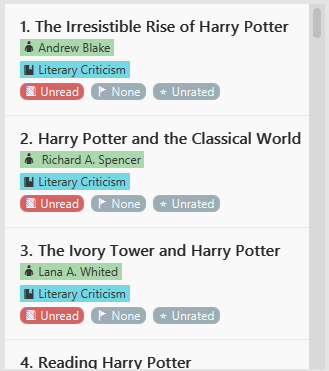 1. The Irresistible Rise of Harry Potter
Andrew Blake
Literary Criticism
Unread None Unrated
2. Harry Potter and the Classical World
Richard A. Spencer
Literary Criticism
Unread None Unrated
3. The Ivory Tower and Harry Potter
Lana A. Whited
Literary Criticism
Unread None Unrated
4. Reading Harry Potter